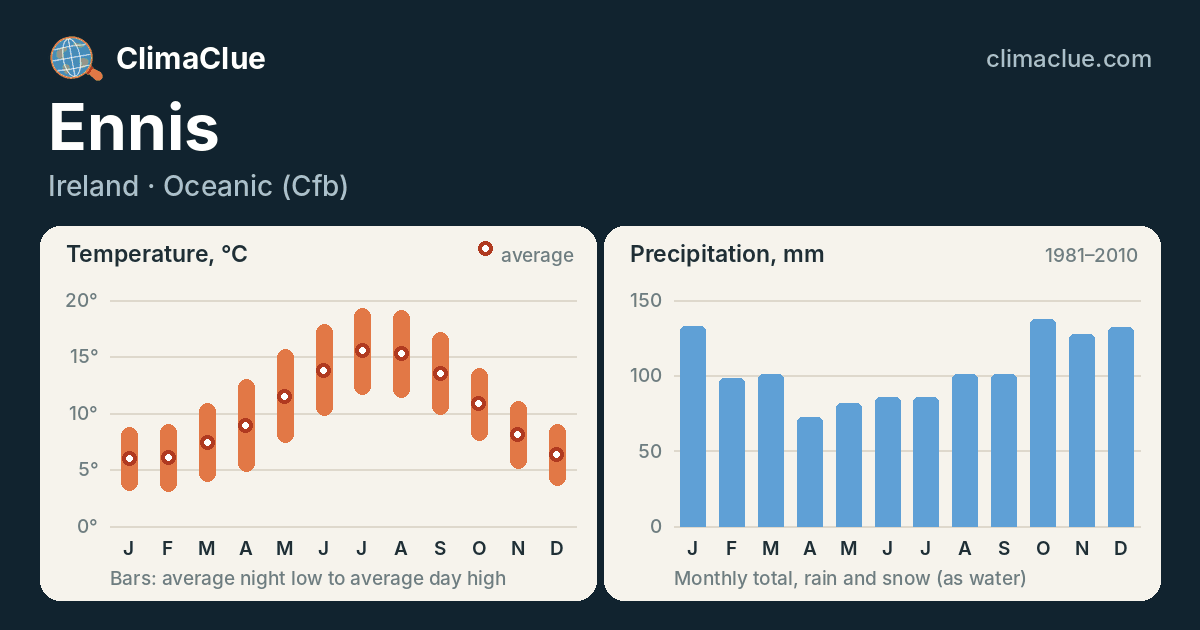 ClimaClue
climaclue.com
Ennis
Ireland · Oceanic (Cfb)
Temperature, °C
average
20°
15°
10°
5°
0°
J F M A M J J A S O N D
Bars: average night low to average day high
Precipitation, mm
1981–2010
150
100
50
0
J F M A M J J A S O N D
Monthly total, rain and snow (as water)